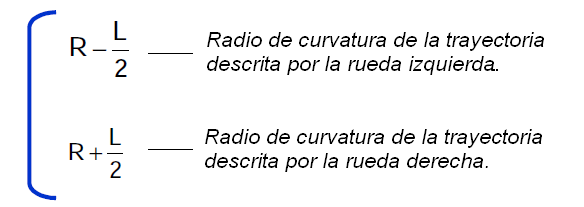 R - L/2 Radio de curvatura de la trayectoria
descrita por la rueda izquierda.
R + L/2 Radio de curvatura de la trayectoria
descrita por la rueda derecha.